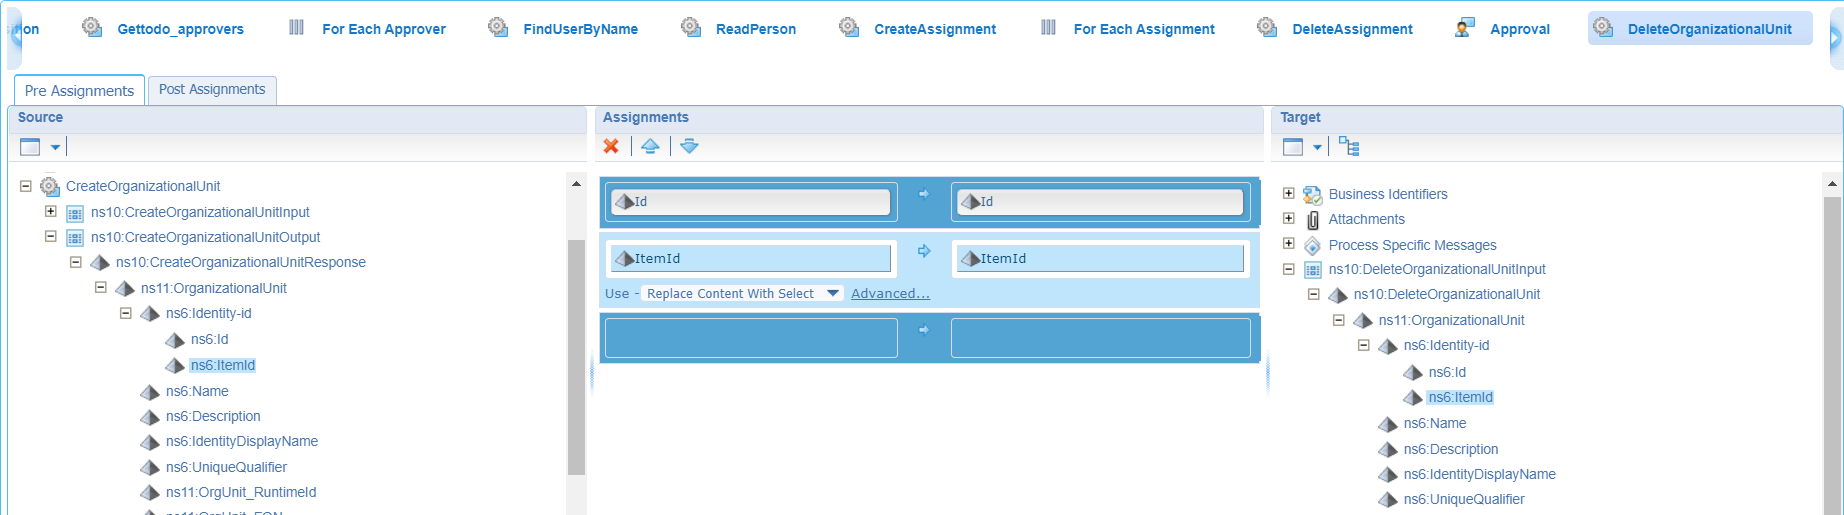 on Gettodo_approvers For Each Approver FindUserByName ReadPerson CreateAssignment For Each Assignment DeleteAssignment Approval DeleteOrganizationalUnit
Pre Assignments Post Assignments
Source
CreateOrganizationalUnit
ns10:CreateOrganizationalUnitInput
ns10:CreateOrganizationalUnitOutput
ns10:CreateOrganizationalUnitResponse
ns11:OrganizationalUnit
ns6:Identity-id
ns6:Id
ns6:ItemId
ns6:Name
ns6:Description
ns6:IdentityDisplayName
ns6:UniqueQualifier
ns11:OrgUnit_RuntimeId
Assignments
Id Id
ItemId ItemId
Use - Replace Content With Select Advanced...
Target
Business Identifiers
Attachments
Process Specific Messages
ns10:DeleteOrganizationalUnitInput
ns10:DeleteOrganizationalUnit
ns11:OrganizationalUnit
ns6:Identity-id
ns6:Id
ns6:ItemId
ns6:Name
ns6:Description
ns6:IdentityDisplayName
ns6:UniqueQualifier